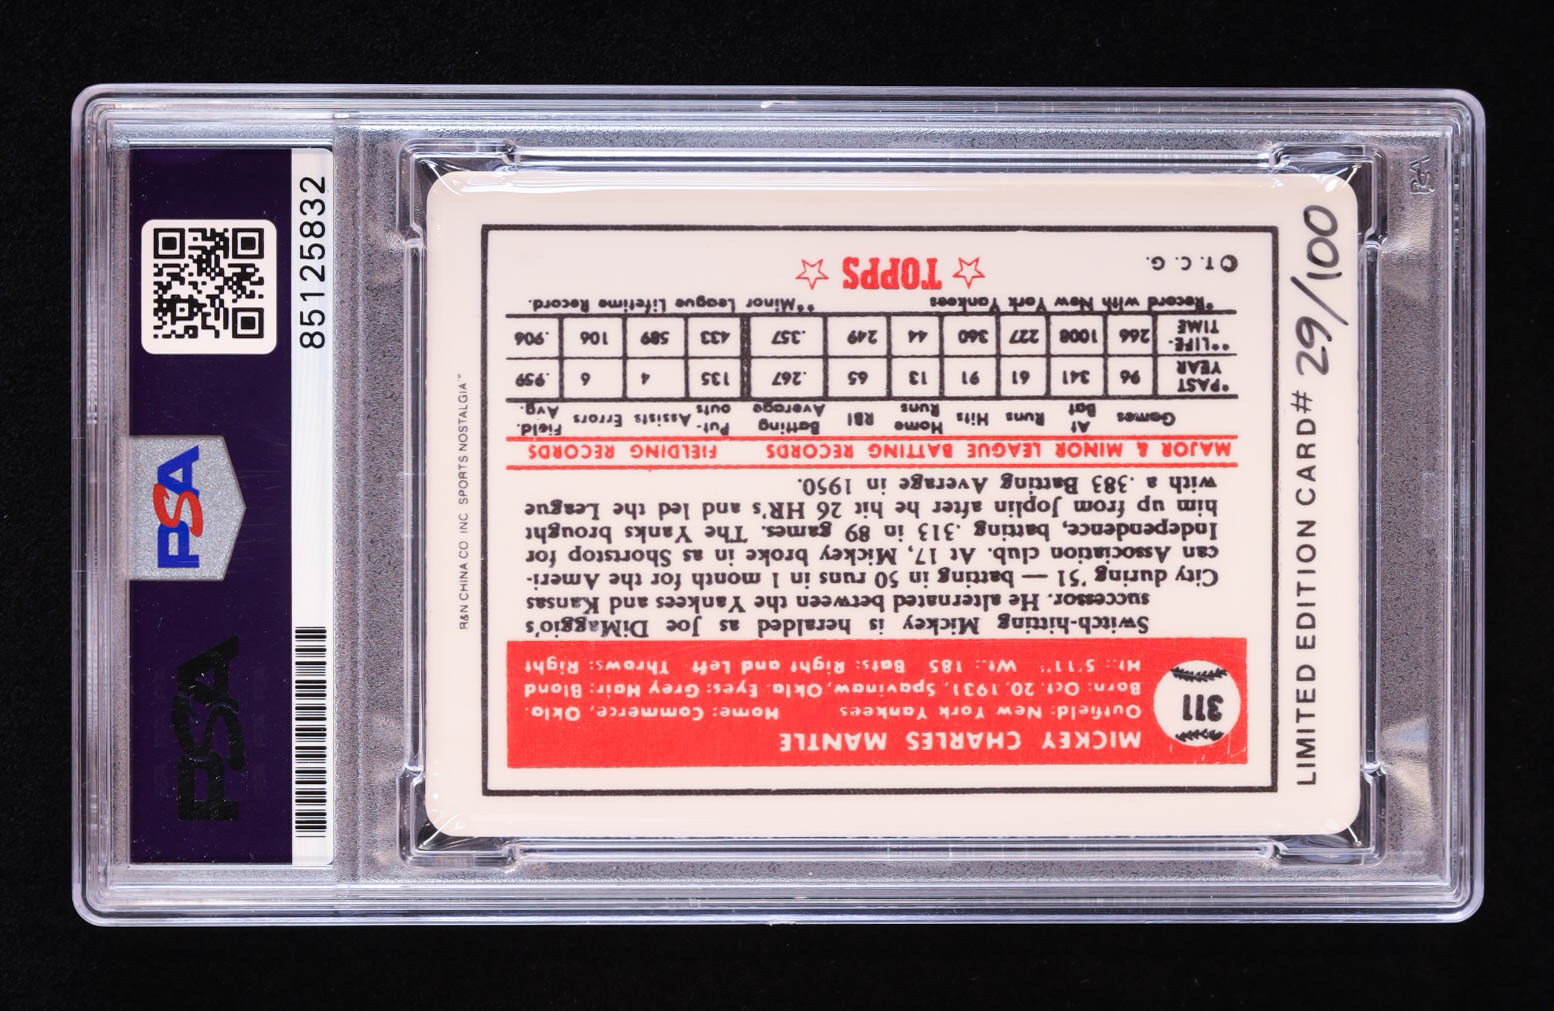 MICKEY CHARLES MANTLE
311
Outfield: New York Yankees Home: Commerce, Okla.
Born: Oct. 20, 1931, Spavinaw, Okla. Eyes: Grey Hair: Blond
Ht.: 5'11" Wt.: 185 Bats: Right and Left Throws: Right
Switch-hitting Mickey is heralded as Joe DiMaggio's
successor. He alternated between the Yankees and Kansas
City during '51 — batting in 50 runs in 1 month for the Ameri-
can Association club. At 17, Mickey broke in as Shortstop for
Independence, batting .313 in 89 games. The Yanks brought
him up from Joplin after he hit 26 HR's and led the League
with a .383 Batting Average in 1950.
MAJOR & MINOR LEAGUE BATTING RECORDS FIELDING RECORDS
Games At Bat Runs Hits Home Runs RBI Batting Average Put-outs Assists Errors Field. Avg.
*PAST YEAR 96 341 61 91 13 65 .267 135 4 6 .959
**LIFE-TIME 266 1008 227 360 44 249 .357 433 589 106 .906
*Record with New York Yankees **Minor League Lifetime Record.
TOPPS
©T. C. G.
R&N CHINA CO INC SPORTS NOSTALGIA™
LIMITED EDITION CARD# 29/100
85125832
PSA
PSA
PSA